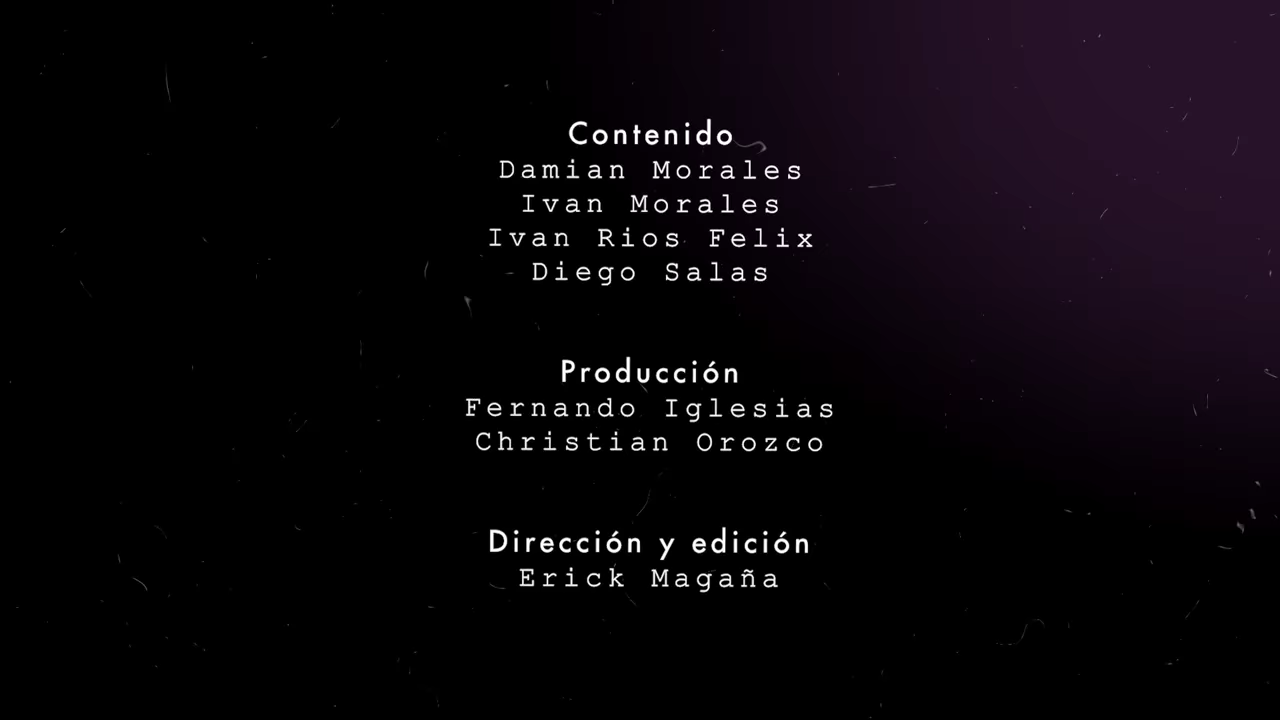 Contenido
Damian Morales
Ivan Morales
Ivan Rios Felix
Diego Salas
Producción
Fernando Iglesias
Christian Orozco
Dirección y edición
Erick Magaña